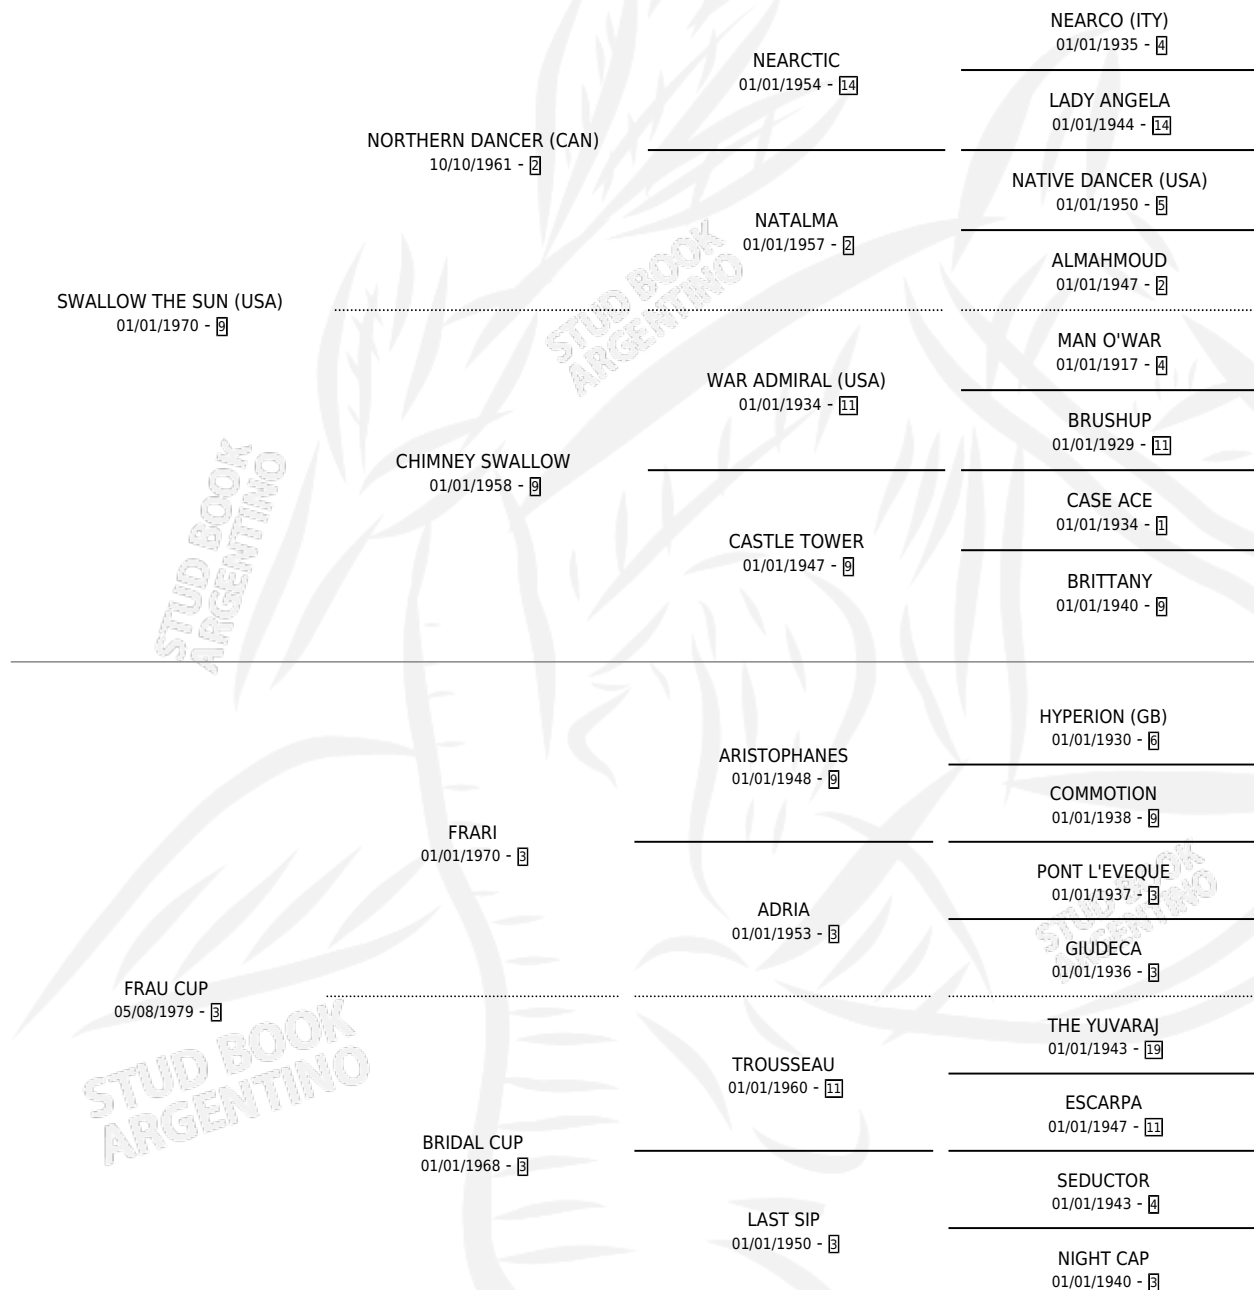 NEARCO (ITY)
01/01/1935 - 4
NEARCTIC
01/01/1954 - 14
LADY ANGELA
01/01/1944 - 14
NORTHERN DANCER (CAN)
10/10/1961 - 2
NATIVE DANCER (USA)
01/01/1950 - 5
NATALMA
01/01/1957 - 2
ALMAHMOUD
01/01/1947 - 2
SWALLOW THE SUN (USA)
01/01/1970 - 9
MAN O'WAR
01/01/1917 - 4
WAR ADMIRAL (USA)
01/01/1934 - 11
BRUSHUP
01/01/1929 - 11
CHIMNEY SWALLOW
01/01/1958 - 9
CASE ACE
01/01/1934 - 1
CASTLE TOWER
01/01/1947 - 9
BRITTANY
01/01/1940 - 9
HYPERION (GB)
01/01/1930 - 6
ARISTOPHANES
01/01/1948 - 9
COMMOTION
01/01/1938 - 9
FRARI
01/01/1970 - 3
PONT L'EVEQUE
01/01/1937 - 3
ADRIA
01/01/1953 - 3
GIUDECA
01/01/1936 - 3
FRAU CUP
05/08/1979 - 3
THE YUVARAJ
01/01/1943 - 19
TROUSSEAU
01/01/1960 - 11
ESCARPA
01/01/1947 - 11
BRIDAL CUP
01/01/1968 - 3
SEDUCTOR
01/01/1943 - 4
LAST SIP
01/01/1950 - 3
NIGHT CAP
01/01/1940 - 3
STUD BOOK
ARGENTINO
STUD BOOK
ARGENTINO
STUD BOOK
ARGENTINO
STUD BOOK
ARGENTINO